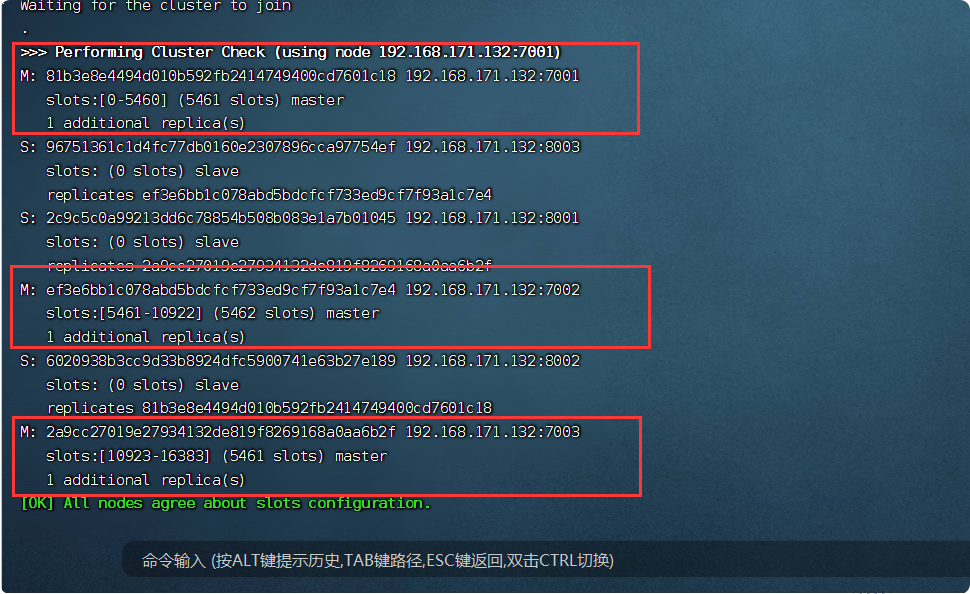 Waiting for the cluster to join
.
>>> Performing Cluster Check (using node 192.168.171.132:7001)
M: 81b3e8e4494d010b592fb2414749400cd7601c18 192.168.171.132:7001
slots:[0-5460] (5461 slots) master
1 additional replica(s)
S: 96751361c1d4fc77db0160e2307896cca97754ef 192.168.171.132:8003
slots: (0 slots) slave
replicates ef3e6bb1c078abd5bdcfcf733ed9cf7f93a1c7e4
S: 2c9c5c0a99213dd6c78854b508b083e1a7b01045 192.168.171.132:8001
slots: (0 slots) slave
replicates 2a9cc27019e27934132de819f8269168a0aa6b2f
M: ef3e6bb1c078abd5bdcfcf733ed9cf7f93a1c7e4 192.168.171.132:7002
slots:[5461-10922] (5462 slots) master
1 additional replica(s)
S: 6020938b3cc9d33b8924dfc5900741e63b27e189 192.168.171.132:8002
slots: (0 slots) slave
replicates 81b3e8e4494d010b592fb2414749400cd7601c18
M: 2a9cc27019e27934132de819f8269168a0aa6b2f 192.168.171.132:7003
slots:[10923-16383] (5461 slots) master
1 additional replica(s)
[OK] All nodes agree about slots configuration.
命令输入 (按ALT键提示历史,TAB键路径,ESC键返回,双击CTRL切换)